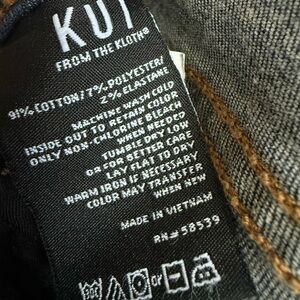 KUT
FROM THE KLOTH®
91% COTTON/7% POLYESTER/
2% ELASTANE
MACHINE WASH COLD
INSIDE OUT TO RETAIN COLOR
ONLY NON-CHLORINE BLEACH
WHEN NEEDED
TUMBLE DRY LOW
OR FOR BETTER CARE
LAY FLAT TO DRY
WARM IRON IF NECESSARY
COLOR MAY TRANSFER
WHEN NEW
MADE IN VIETNAM
RN# 58539
or